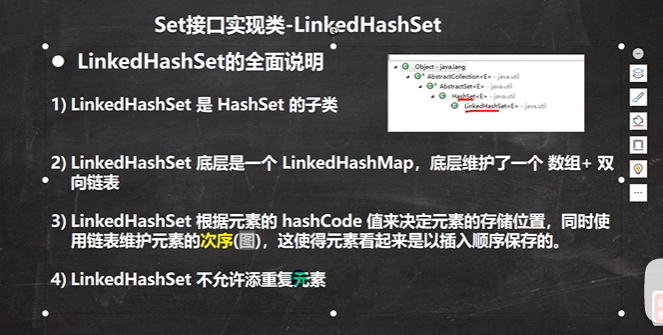 Set接口实现类-LinkedHashSet
● LinkedHashSet的全面说明
Object - java.lang
AbstractCollection<E> - java.util
AbstractSet<E> - java.util
HashSet<E> - java.util
LinkedHashSet<E> - java.util
1) LinkedHashSet 是 HashSet 的子类
2) LinkedHashSet 底层是一个 LinkedHashMap，底层维护了一个 数组+ 双
向链表
3) LinkedHashSet 根据元素的 hashCode 值来决定元素的存储位置，同时使
用链表维护元素的次序(图)，这使得元素看起来是以插入顺序保存的。
4) LinkedHashSet 不允许添重复元素